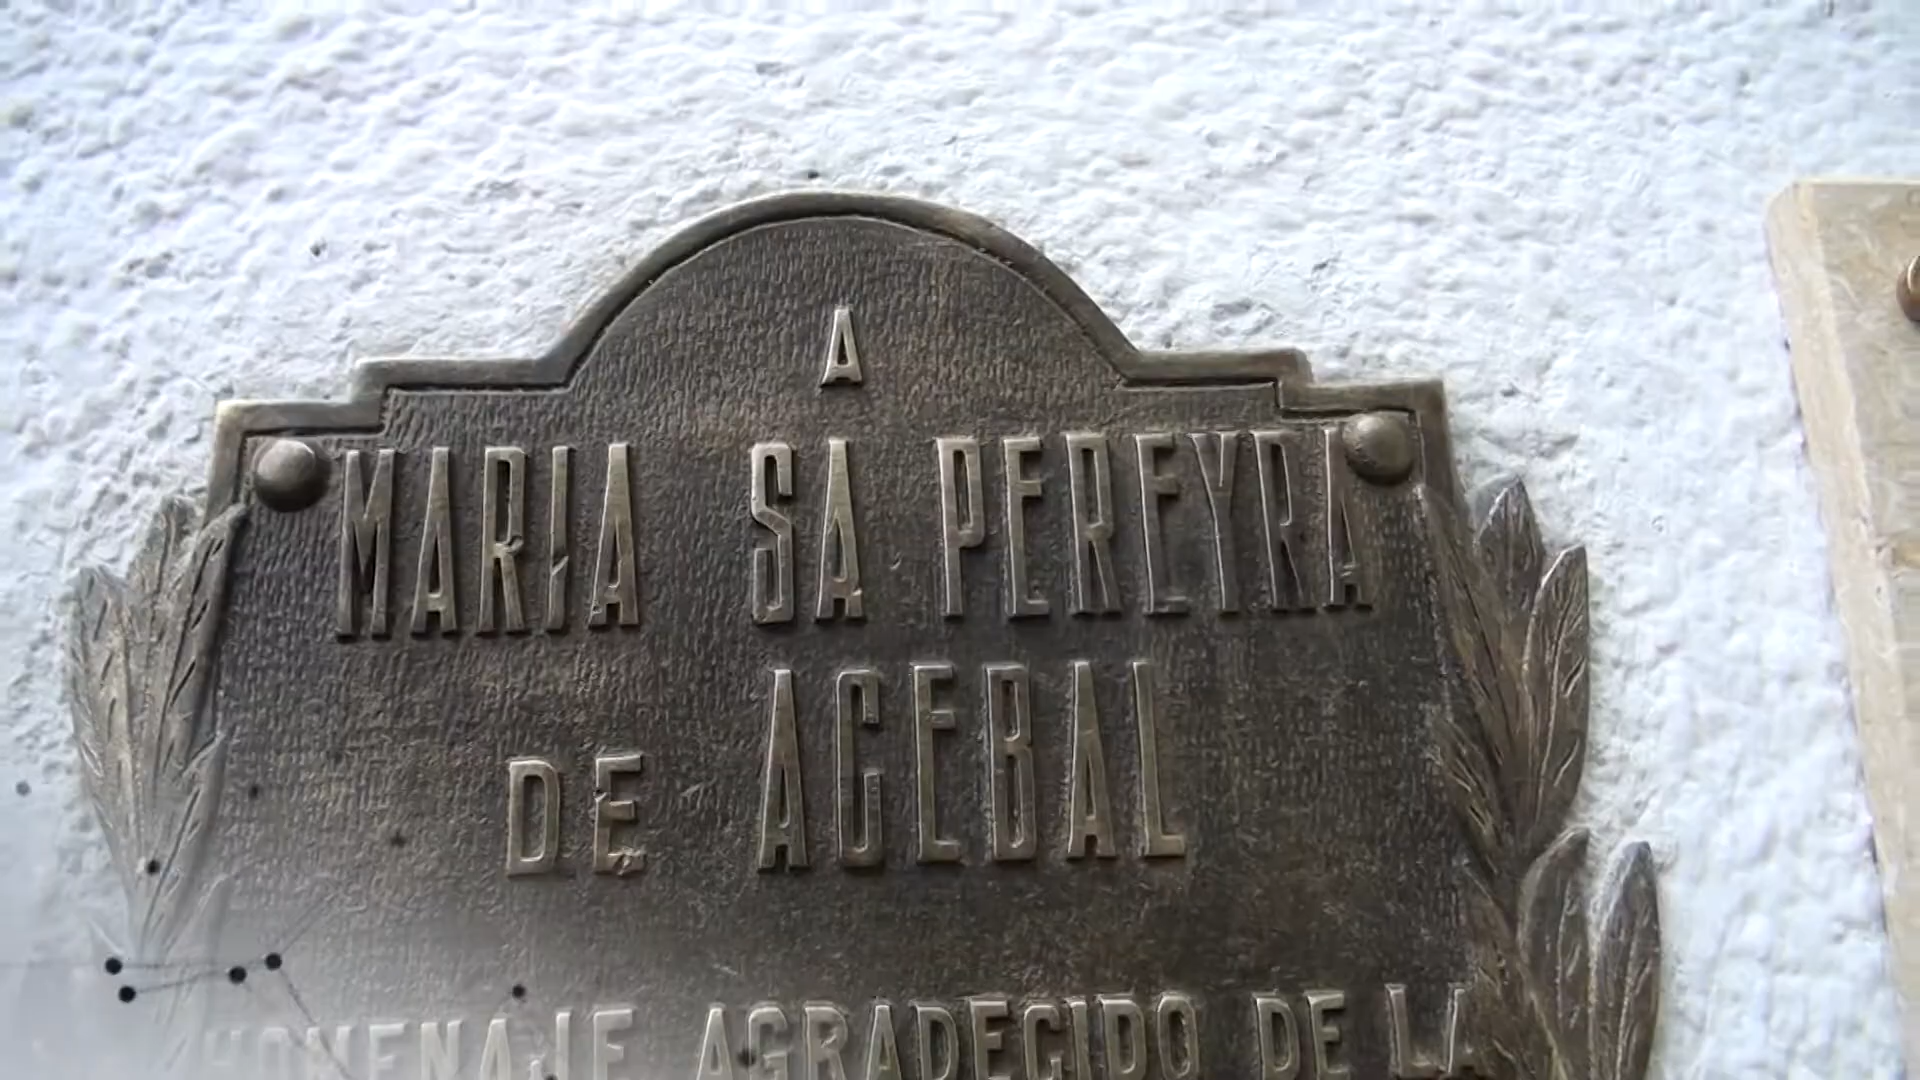 A
MARIA SA PEREYRA
DE ACEBAL
HOMENAJE AGRADECIDO DE LA